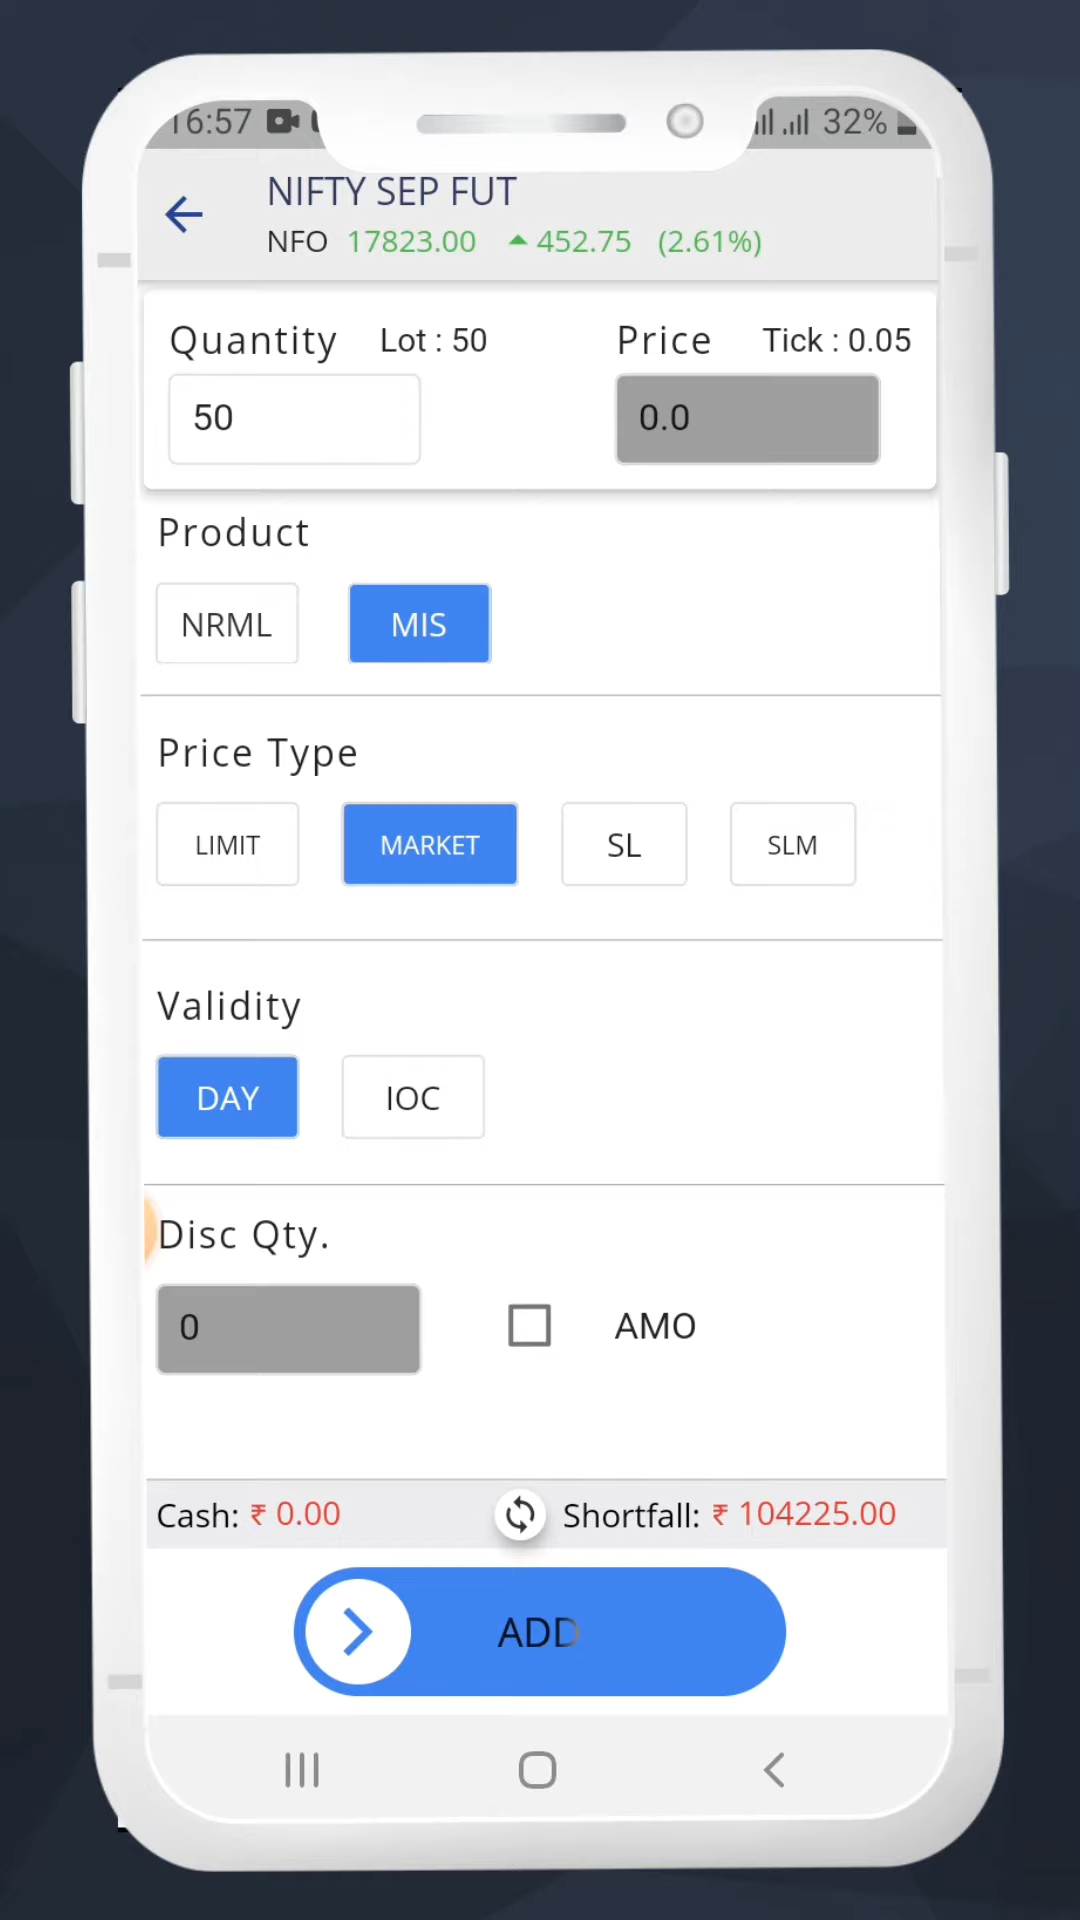 16:57 32%
NIFTY SEP FUT
NFO 17823.00 452.75 (2.61%)
Quantity Lot : 50 Price Tick : 0.05
50 0.0
Product
NRML MIS
Price Type
LIMIT MARKET SL SLM
Validity
DAY IOC
Disc Qty.
0 AMO
Cash: ₹ 0.00 Shortfall: ₹ 104225.00
ADD